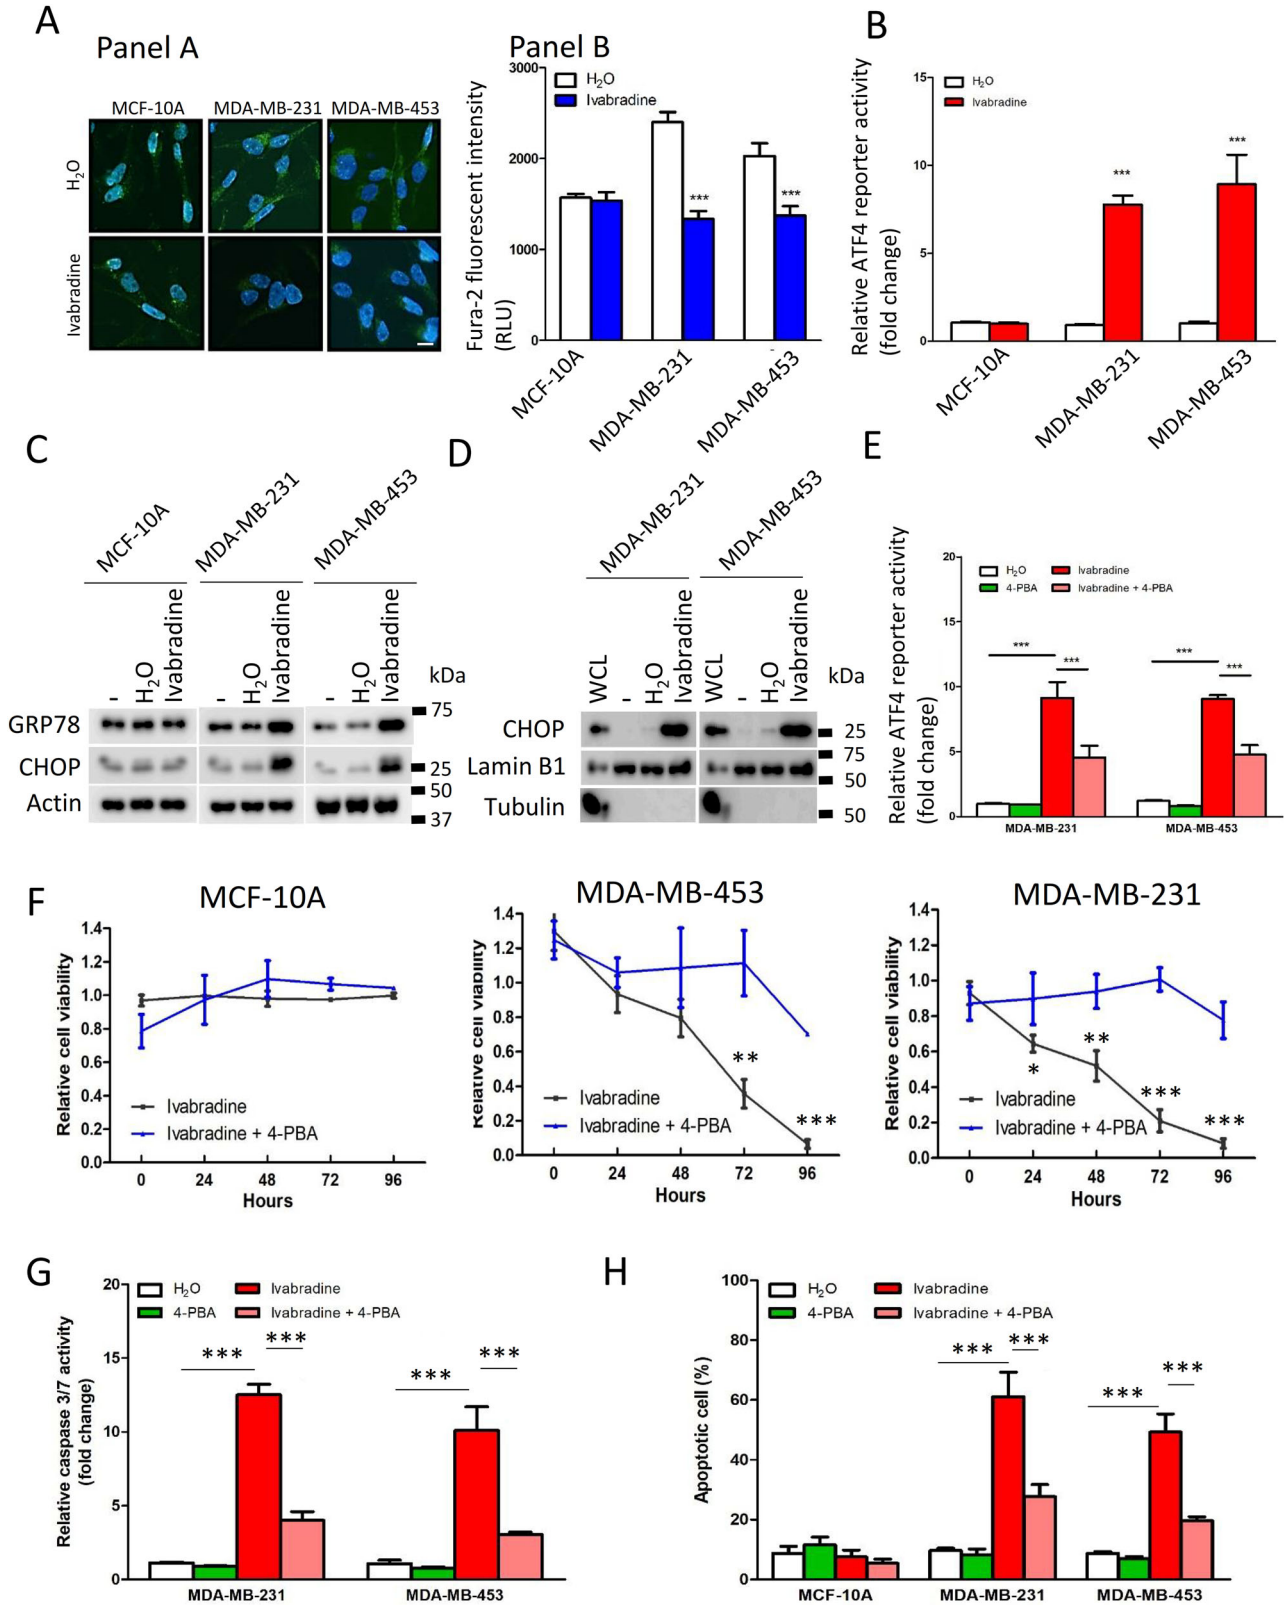 A
Panel A
MCF-10A MDA-MB-231 MDA-MB-453
H2O
Ivabradine
Panel B
Fura-2 fluorescent intensity
(RLU)
3000
2000
1000
0
H2O
Ivabradine
***
***
MCF-10A
MDA-MB-231
MDA-MB-453
B
Relative ATF4 reporter activity
(fold change)
15
10
5
0
H2O
Ivabradine
***
***
MCF-10A
MDA-MB-231
MDA-MB-453
C
MCF-10A
MDA-MB-231
MDA-MB-453
- H2O Ivabradine - H2O Ivabradine - H2O Ivabradine kDa
GRP78
CHOP
Actin
75
25
50
37
D
MDA-MB-231
MDA-MB-453
WCL - H2O Ivabradine WCL - H2O Ivabradine kDa
CHOP
Lamin B1
Tubulin
25
75
50
50
E
Relative ATF4 reporter activity
(fold change)
20
15
10
5
0
H2O
4-PBA
Ivabradine
Ivabradine + 4-PBA
***
***
***
***
MDA-MB-231
MDA-MB-453
F
MCF-10A
Relative cell viability
1.4
1.2
1.0
0.8
0.6
0.4
0.2
0.0
Ivabradine
Ivabradine + 4-PBA
0 24 48 72 96
Hours
MDA-MB-453
Relative cell viability
1.4
1.2
1.0
0.8
0.6
0.4
0.2
0.0
**
***
Ivabradine
Ivabradine + 4-PBA
0 24 48 72 96
Hours
MDA-MB-231
Relative cell viability
1.4
1.2
1.0
0.8
0.6
0.4
0.2
0.0
*
**
***
***
Ivabradine
Ivabradine + 4-PBA
0 24 48 72 96
Hours
G
Relative caspase 3/7 activity
(fold change)
20
15
10
5
0
H2O
4-PBA
Ivabradine
Ivabradine + 4-PBA
***
***
***
***
MDA-MB-231
MDA-MB-453
H
Apoptotic cell (%)
100
80
60
40
20
0
H2O
4-PBA
Ivabradine
Ivabradine + 4-PBA
***
***
***
***
MCF-10A
MDA-MB-231
MDA-MB-453